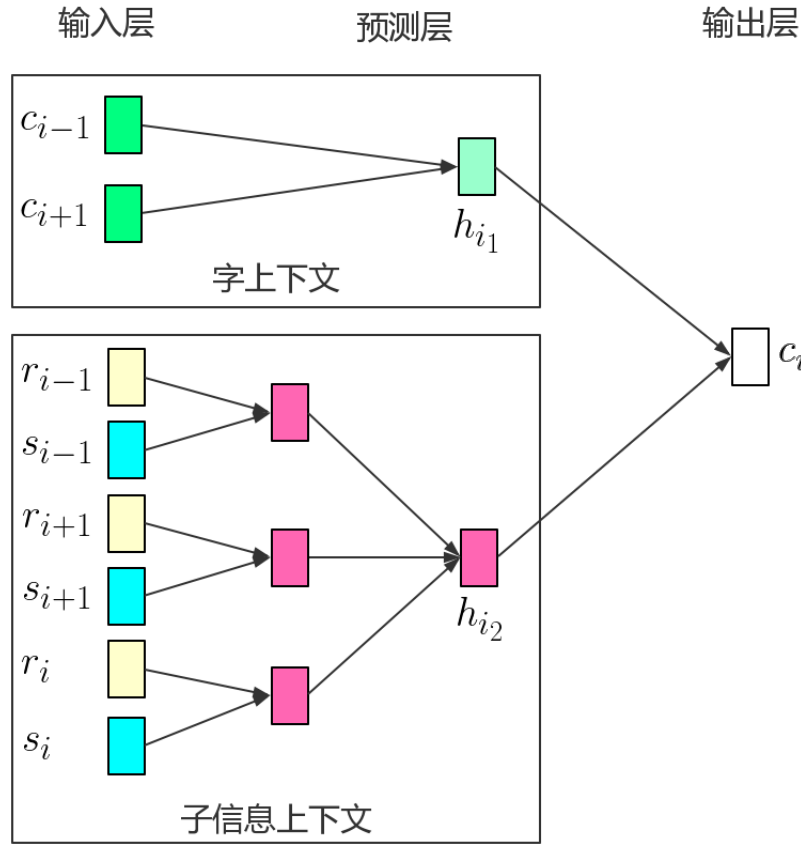 输入层 预测层 输出层
c_{i-1}
c_{i+1}
h_{i_1}
字上下文
r_{i-1}
s_{i-1}
r_{i+1}
s_{i+1}
r_i
s_i
h_{i_2}
子信息上下文
c_i